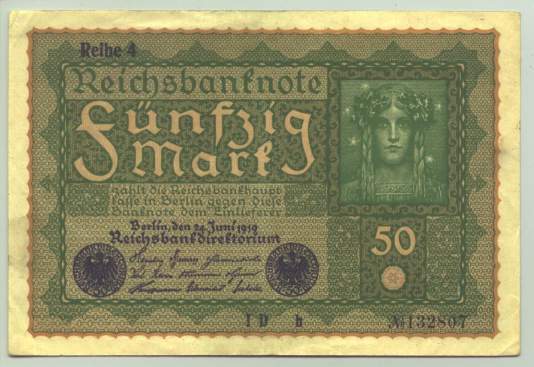 Reihe 4
Reichsbanknote
Fünfzig
Mark
zahlt die Reichsbankhaupt
kasse in Berlin gegen diese
Banknote dem Einlieferer
Berlin, den 24. Juni 1919
Reichsbankdirektorium
50
I D h
№132807